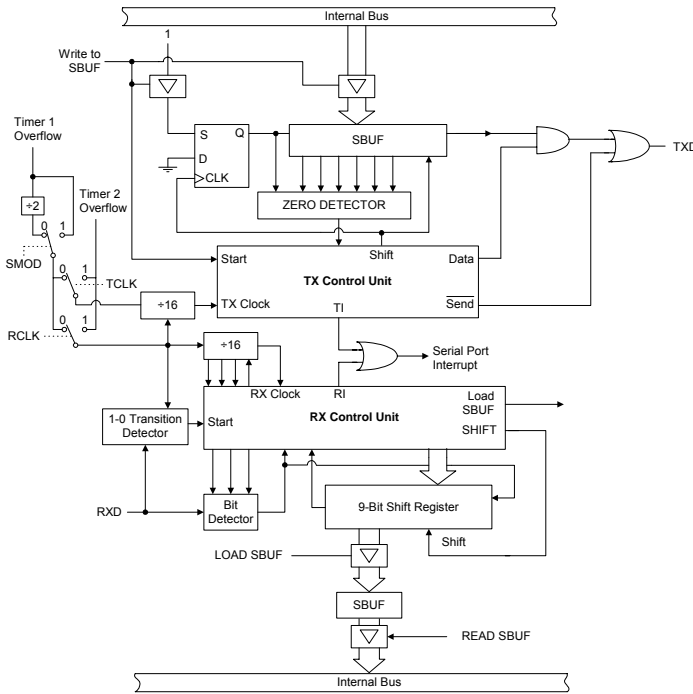 Internal Bus
1
Write to
SBUF
Timer 1
Overflow
S
Q
D
CLK
SBUF
TXD
÷2
Timer 2
Overflow
ZERO DETECTOR
0
1
SMOD
Shift
Start
Data
TX Control Unit
0
1
TCLK
÷16
TX Clock
TI
Send
0
1
RCLK
÷16
Serial Port
Interrupt
RX Clock
RI
Load
SBUF
1-0 Transition
Detector
Start
RX Control Unit
SHIFT
RXD
Bit
Detector
9-Bit Shift Register
Shift
LOAD SBUF
SBUF
READ SBUF
Internal Bus